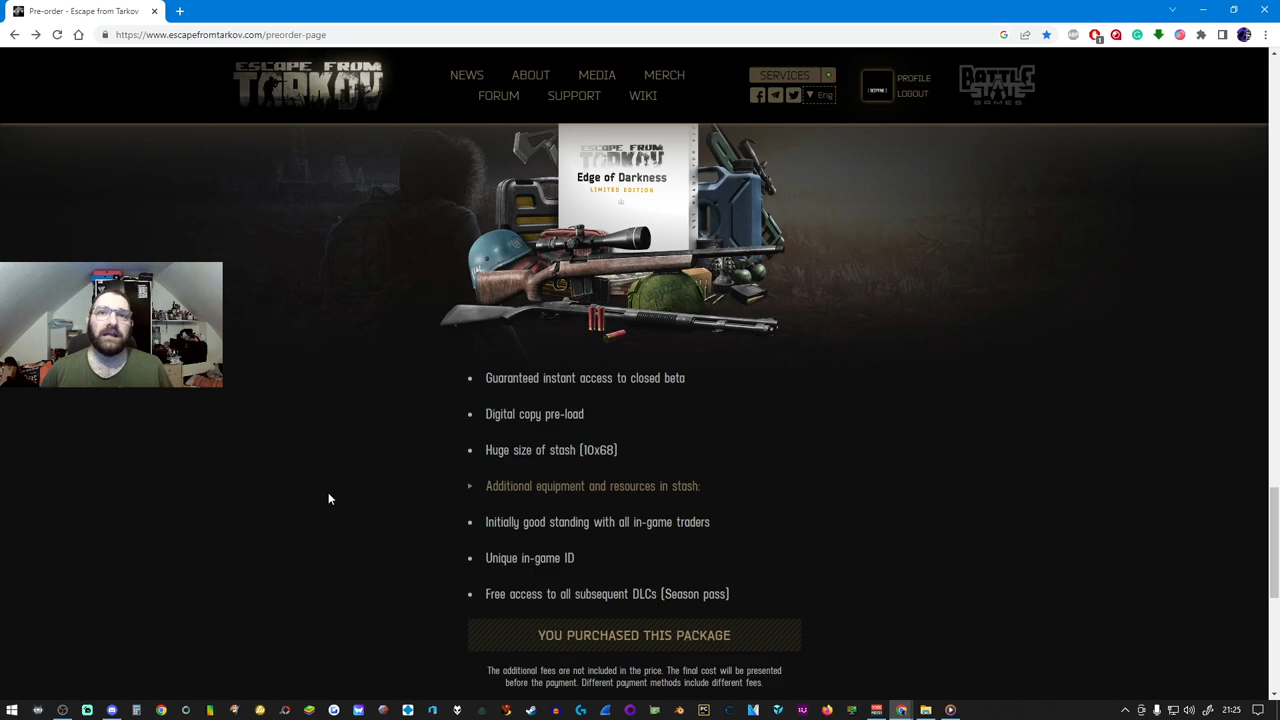 Pre-order - Escape from Tarkov
https://www.escapefromtarkov.com/preorder-page
1
ESCAPE FROM
TARKOV
NEWS
ABOUT
MEDIA
MERCH
FORUM
SUPPORT
WIKI
SERVICES
Eng
PROFILE
LOGOUT
BATTLE
STATE
GAMES
ESCAPE FROM
TARKOV
Edge of Darkness
LIMITED EDITION
Guaranteed instant access to closed beta
Digital copy pre-load
Huge size of stash (10x68)
Additional equipment and resources in stash:
Initially good standing with all in-game traders
Unique in-game ID
Free access to all subsequent DLCs (Season pass)
YOU PURCHASED THIS PACKAGE
The additional fees are not included in the price. The final cost will be presented
before the payment. Different payment methods include different fees.
21:25